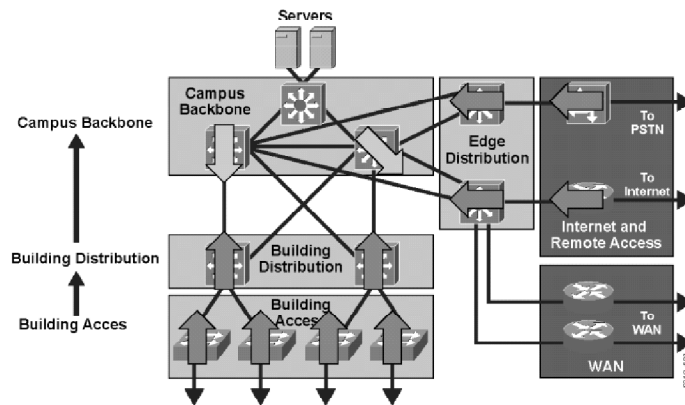 Servers
Campus
Backbone
Edge
Distribution
To
PSTN
To
Internet
Internet and
Remote Access
Building
Distribution
Building
Access
To
WAN
WAN
Campus Backbone
Building Distribution
Building Acces